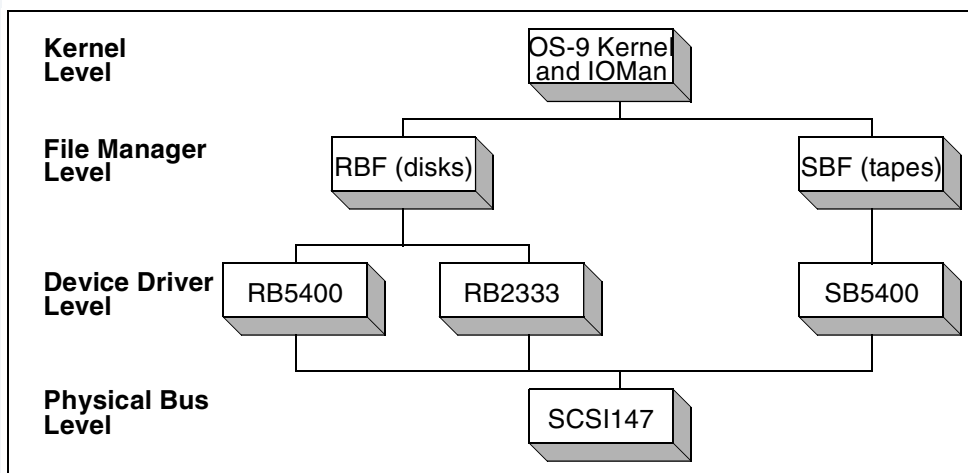 Kernel
Level
OS-9 Kernel
and IOMan
File Manager
Level
RBF (disks)
SBF (tapes)
Device Driver
Level
RB5400
RB2333
SB5400
Physical Bus
Level
SCSI147